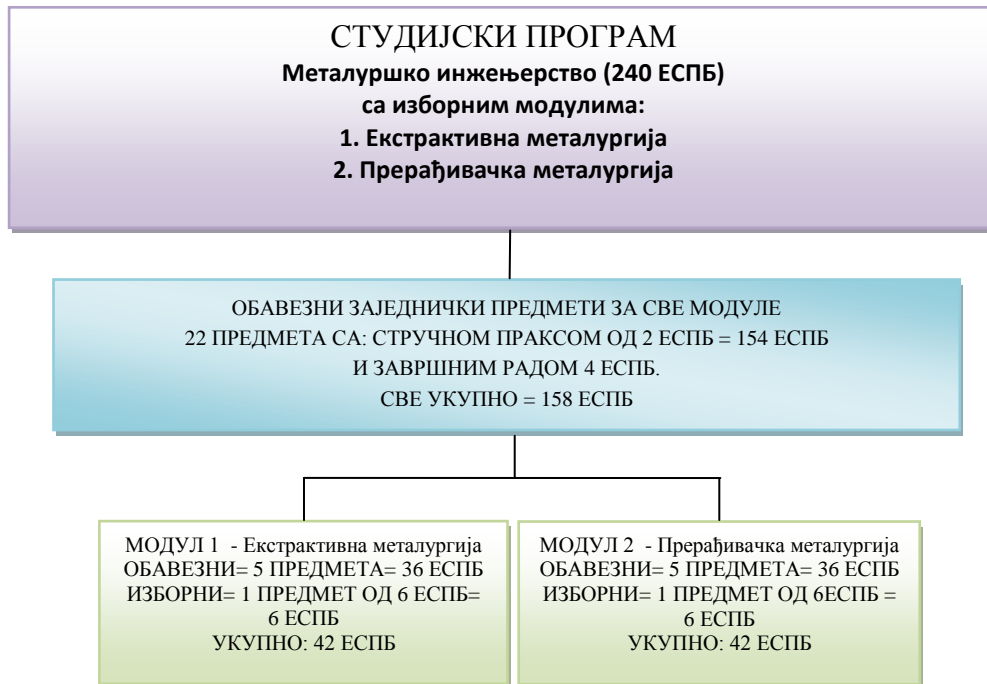 СТУДИЈСКИ ПРОГРАМ
Металуршко инжењерство (240 ЕСПБ)
са изборним модулима:
1. Екстрактивна металургија
2. Прерађивачка металургија
ОБАВЕЗНИ ЗАЈЕДНИЧКИ ПРЕДМЕТИ ЗА СВЕ МОДУЛЕ
22 ПРЕДМЕТА СА: СТРУЧНОМ ПРАКСОМ ОД 2 ЕСПБ = 154 ЕСПБ
И ЗАВРШНИМ РАДОМ 4 ЕСПБ.
СВЕ УКУПНО = 158 ЕСПБ
МОДУЛ 1 - Екстрактивна металургија
ОБАВЕЗНИ= 5 ПРЕДМЕТА= 36 ЕСПБ
ИЗБОРНИ= 1 ПРЕДМЕТ ОД 6 ЕСПБ=
6 ЕСПБ
УКУПНО: 42 ЕСПБ
МОДУЛ 2 - Прерађивачка металургија
ОБАВЕЗНИ= 5 ПРЕДМЕТА= 36 ЕСПБ
ИЗБОРНИ= 1 ПРЕДМЕТ ОД 6ЕСПБ =
6 ЕСПБ
УКУПНО: 42 ЕСПБ